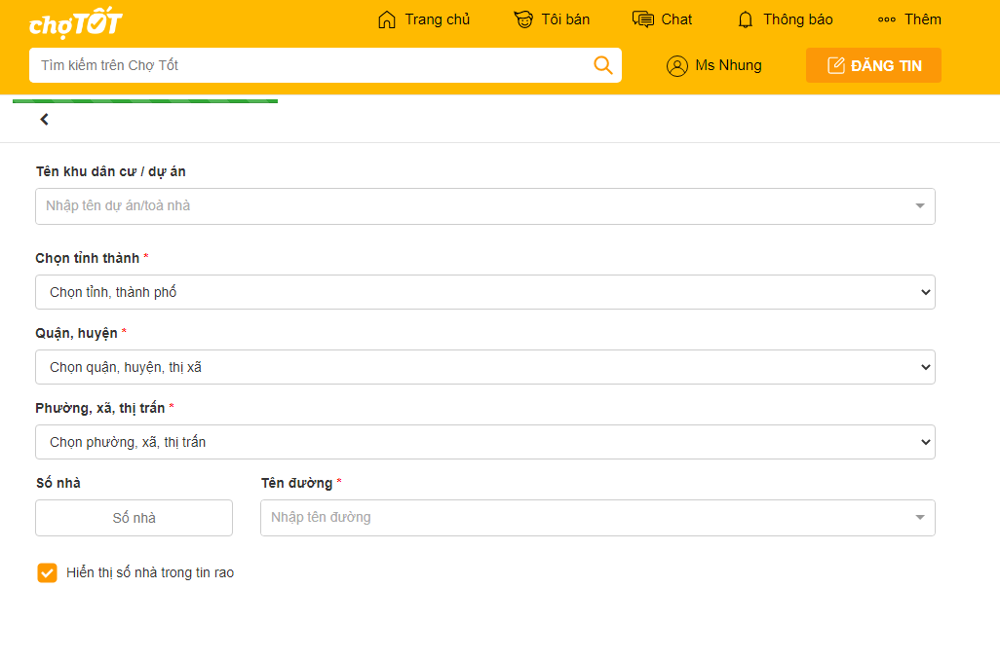 chợTỐT
Trang chủ
Tôi bán
Chat
Thông báo
Thêm
Tìm kiếm trên Chợ Tốt
Ms Nhung
ĐĂNG TIN
Tên khu dân cư / dự án
Nhập tên dự án/toà nhà
Chọn tỉnh thành *
Chọn tỉnh, thành phố
Quận, huyện *
Chọn quận, huyện, thị xã
Phường, xã, thị trấn *
Chọn phường, xã, thị trấn
Số nhà
Tên đường *
Số nhà
Nhập tên đường
Hiển thị số nhà trong tin rao